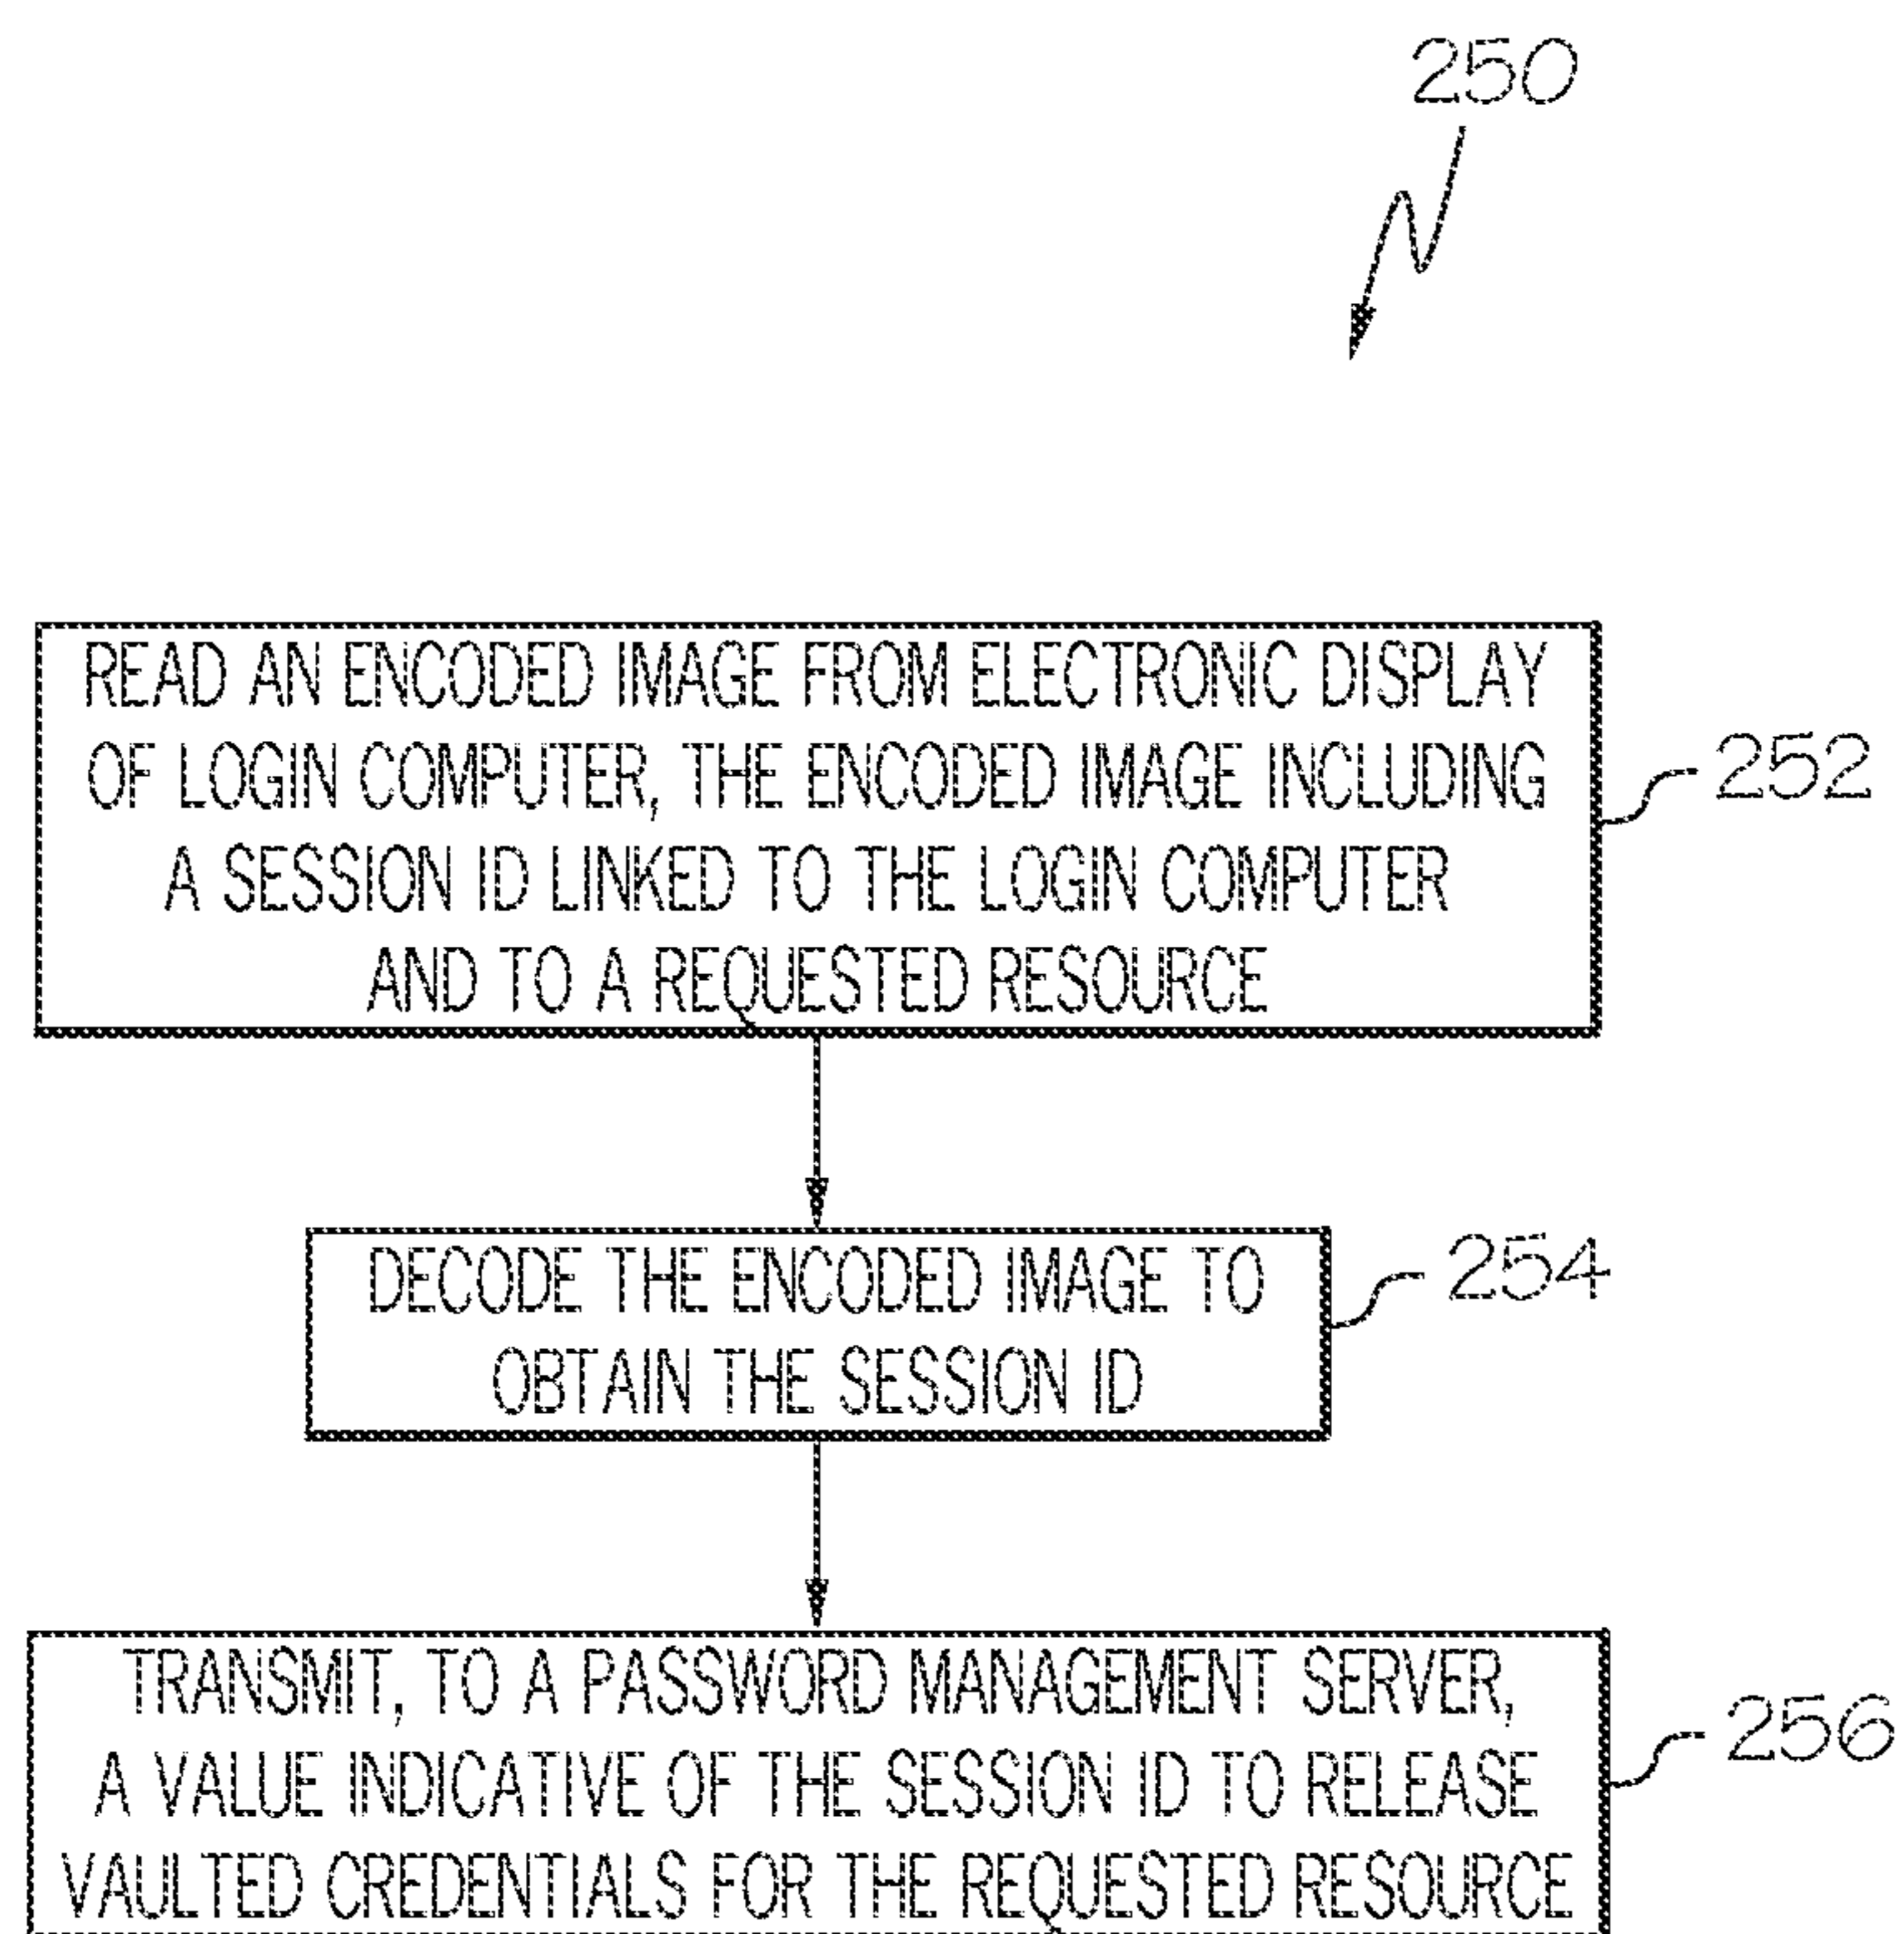 250
READ AN ENCODED IMAGE FROM ELECTRONIC DISPLAY
OF LOGIN COMPUTER, THE ENCODED IMAGE INCLUDING
A SESSION ID LINKED TO THE LOGIN COMPUTER
AND TO A REQUESTED RESOURCE
252
DECODE THE ENCODED IMAGE TO
OBTAIN THE SESSION ID
254
TRANSMIT, TO A PASSWORD MANAGEMENT SERVER,
A VALUE INDICATIVE OF THE SESSION ID TO RELEASE
VAULTED CREDENTIALS FOR THE REQUESTED RESOURCE
256